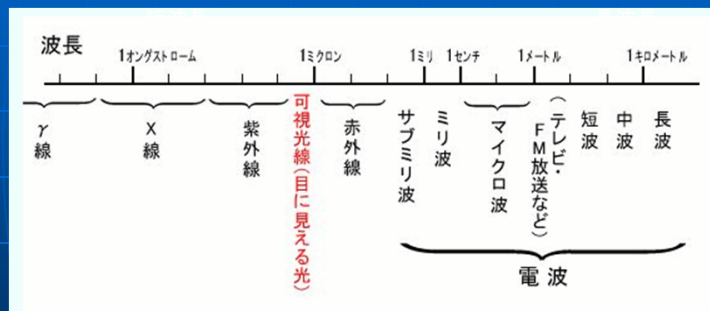 波長
1オングストローム
1ミクロン
1ミリ
1センチ
1メートル
1キロメートル
γ線
X線
紫外線
可視光線(目に見える光)
赤外線
サブミリ波
ミリ波
マイクロ波
FM放送など)
(テレビ・
短波
中波
長波
電波